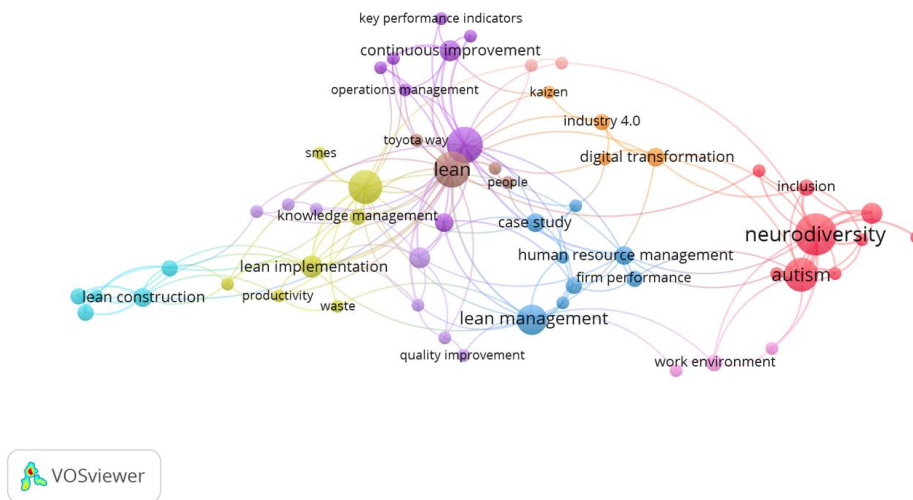 key performance indicators
continuous improvement
operations management
kaizen
industry 4.0
toyota way
smes
digital transformation
lean
people
inclusion
knowledge management
case study
neurodiversity
human resource management
lean implementation
autism
firm performance
lean construction
productivity
waste
lean management
quality improvement
work environment
VOSviewer